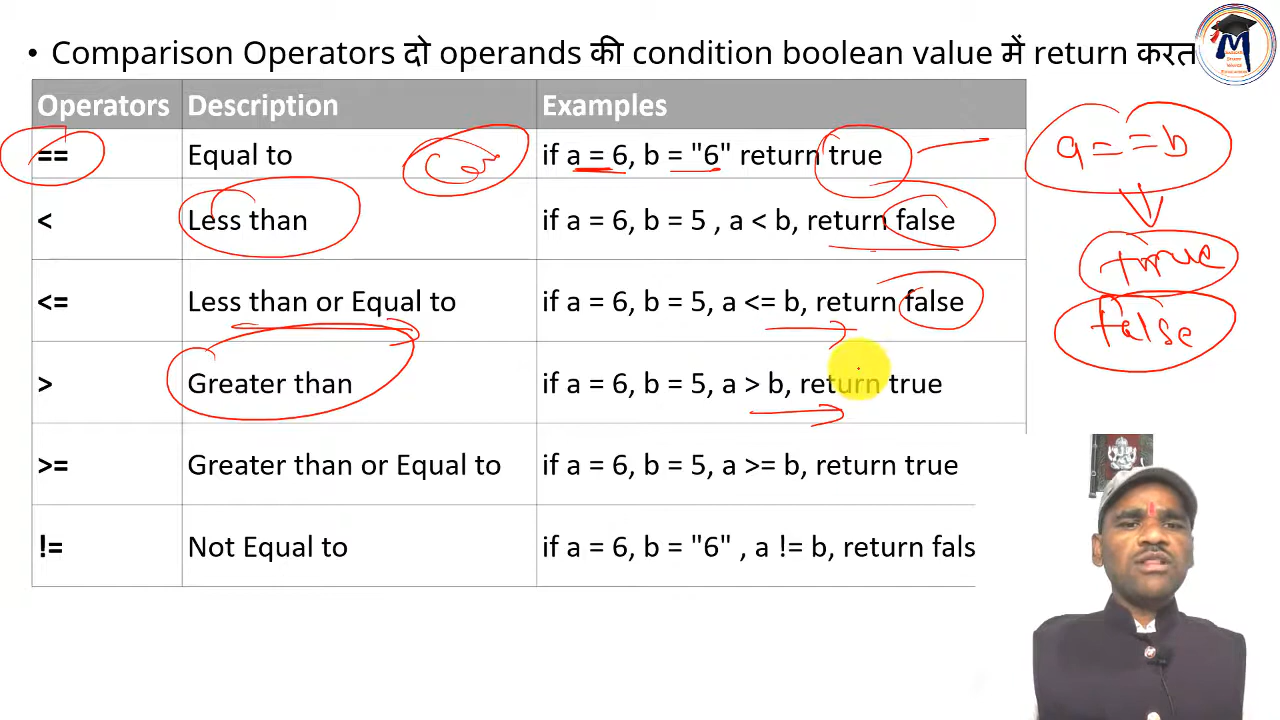 • Comparison Operators दो operands की condition boolean value में return करत
Operators Description Examples
== Equal to if a = 6, b = "6" return true
< Less than if a = 6, b = 5 , a < b, return false
<= Less than or Equal to if a = 6, b = 5, a <= b, return false
> Greater than if a = 6, b = 5, a > b, return true
>= Greater than or Equal to if a = 6, b = 5, a >= b, return true
!= Not Equal to if a = 6, b = "6" , a != b, return fals
a = = b
true
false
M